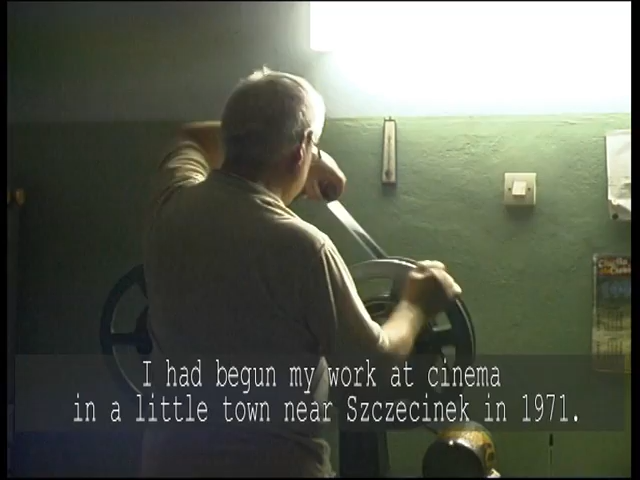 I had begun my work at cinema
in a little town near Szczecinek in 1971.